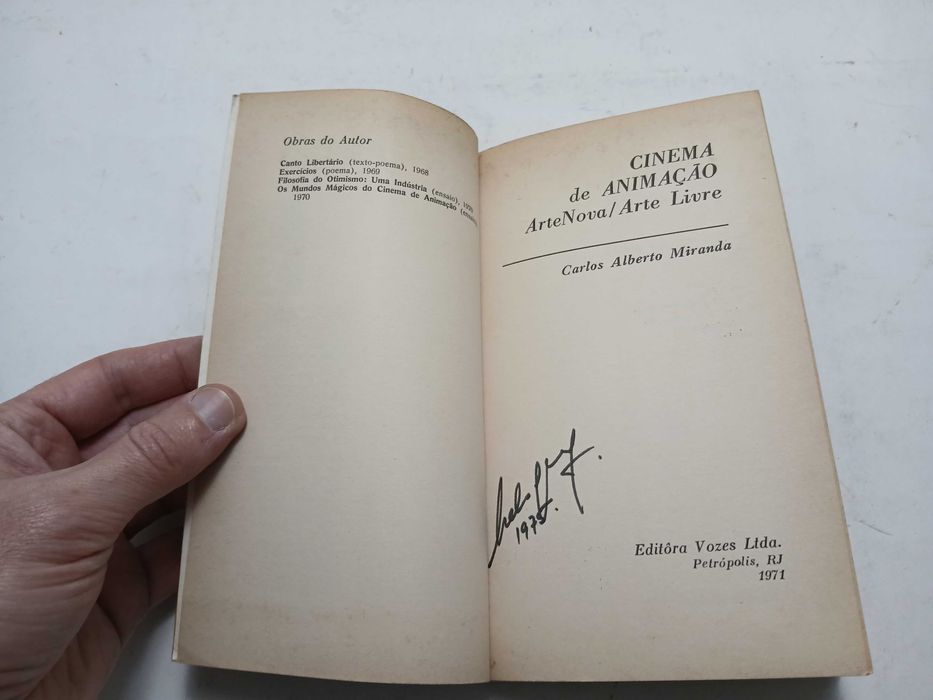 Obras do Autor
Canto Libertário (texto-poema), 1968
Exercícios (poema), 1969
Filosofia do Otimismo: Uma Indústria (ensaio), 1970
Os Mundos Mágicos do Cinema de Animação (ensaio)
1970
CINEMA
de ANIMAÇÃO
ArteNova/Arte Livre
Carlos Alberto Miranda
1975.
Editôra Vozes Ltda.
Petrópolis, RJ
1971